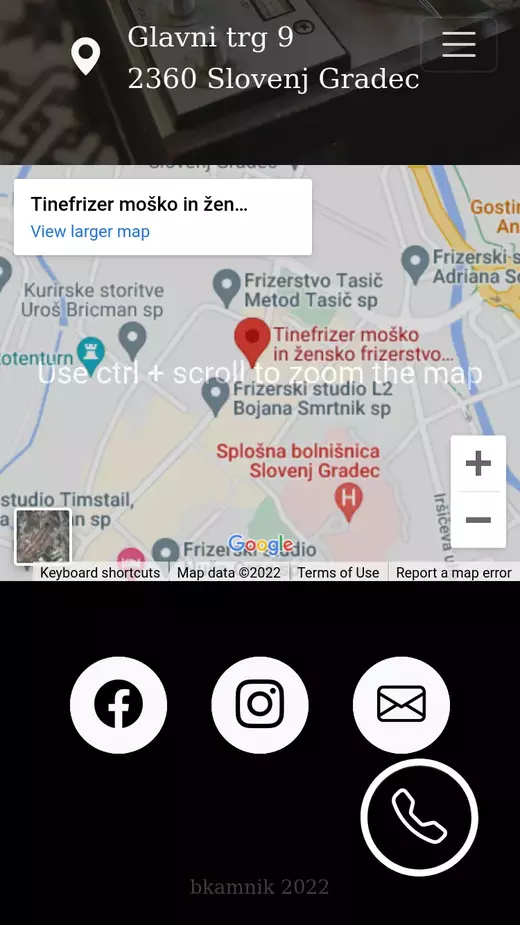 Glavni trg 9
2360 Slovenj Gradec
Slovenj Gradec
Tinefrizer moško in žen...
View larger map
Gostin
An
Frizerski s
Adriana So
Frizerstvo Tasič
Metod Tasič sp
Kurirske storitve
Uroš Bricman sp
Tinefrizer moško
in žensko frizerstvo...
otenturn
Use ctrl + scroll to zoom the map
Frizerski studio L2
Bojana Smrtnik sp
Splošna bolnišnica
Slovenj Gradec
H
studio Timstail,
an sp
Iršičeva u
Google
Frizerski studio
Keyboard shortcuts
Map data ©2022
Terms of Use
Report a map error
bkamnik 2022